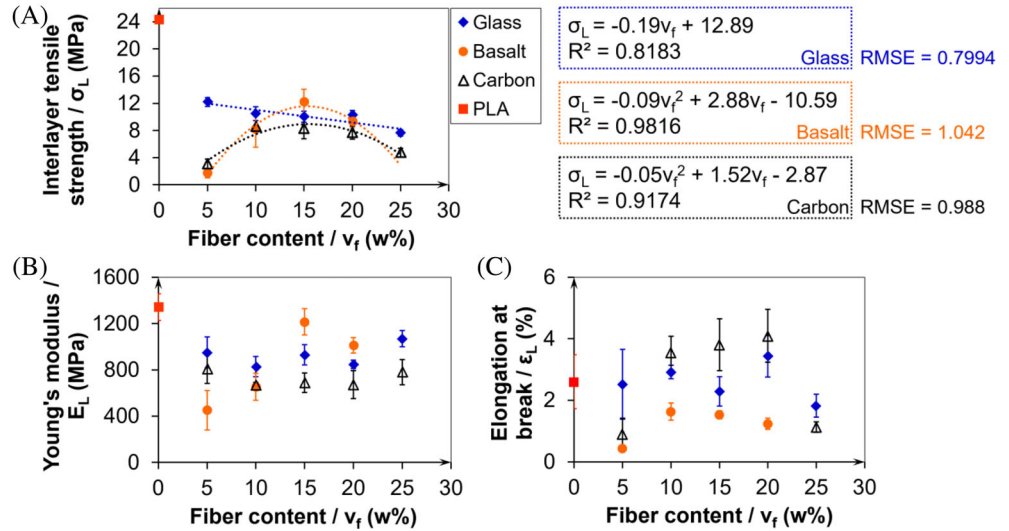 (A)
Interlayer tensile
strength / σL (MPa)
24
20
16
12
8
4
0
0 5 10 15 20 25 30
Fiber content / vf (w%)
Glass
Basalt
Carbon
PLA
σL = -0.19vf + 12.89
R² = 0.8183
Glass RMSE = 0.7994
σL = -0.09vf² + 2.88vf - 10.59
R² = 0.9816
Basalt RMSE = 1.042
σL = -0.05vf² + 1.52vf - 2.87
R² = 0.9174
Carbon RMSE = 0.988
(B)
Young's modulus /
EL (MPa)
1600
1200
800
400
0
0 5 10 15 20 25 30
Fiber content / vf (w%)
(C)
Elongation at
break / εL (%)
6
4
2
0
0 5 10 15 20 25 30
Fiber content / vf (w%)